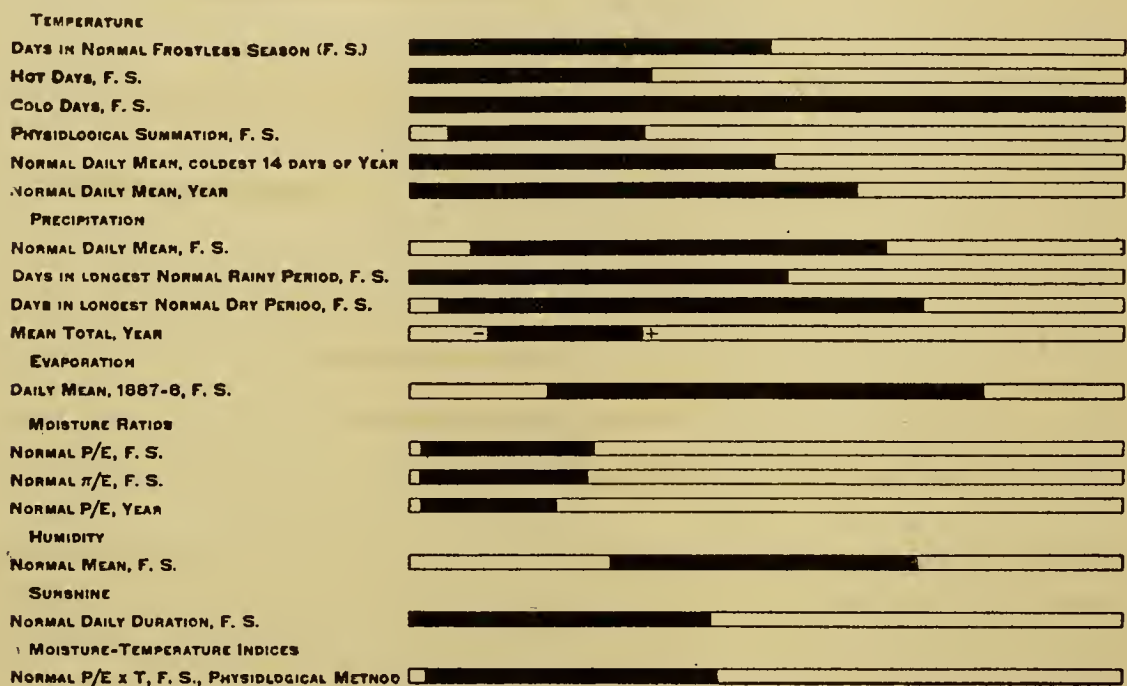 TEMPERATURE
DAYS IN NORMAL FROSTLESS SEASON (F. S.)
HOT DAYS, F. S.
COLD DAYS, F. S.
PHYSIOLOGICAL SUMMATION, F. S.
NORMAL DAILY MEAN, COLDEST 14 DAYS OF YEAR
NORMAL DAILY MEAN, YEAR
PRECIPITATION
NORMAL DAILY MEAN, F. S.
DAYS IN LONGEST NORMAL RAINY PERIOD, F. S.
DAYS IN LONGEST NORMAL DRY PERIOD, F. S.
MEAN TOTAL, YEAR - +
EVAPORATION
DAILY MEAN, 1887-8, F. S.
MOISTURE RATIOS
NORMAL P/E, F. S.
NORMAL π/E, F. S.
NORMAL P/E, YEAR
HUMIDITY
NORMAL MEAN, F. S.
SUNSHINE
NORMAL DAILY DURATION, F. S.
MOISTURE-TEMPERATURE INDICES
NORMAL P/E X T, F. S., PHYSIOLOGICAL METHOD